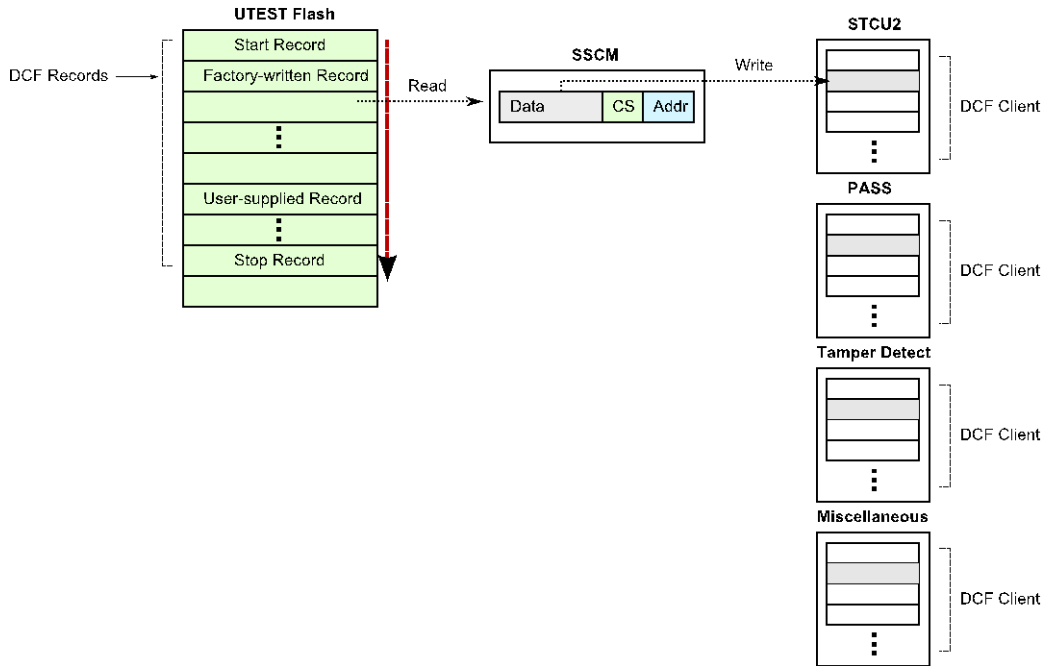 UTEST Flash
DCF Records
Start Record
Factory-written Record
User-supplied Record
Stop Record
Read
SSCM
Data
CS
Addr
Write
STCU2
DCF Client
PASS
DCF Client
Tamper Detect
DCF Client
Miscellaneous
DCF Client